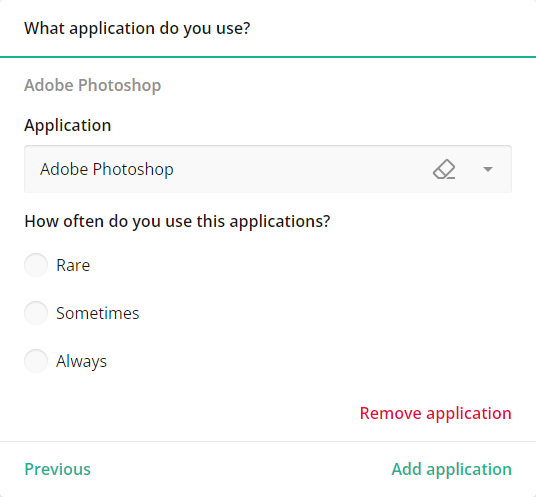 What application do you use?
Adobe Photoshop
Application
Adobe Photoshop
How often do you use this applications?
Rare
Sometimes
Always
Remove application
Previous
Add application